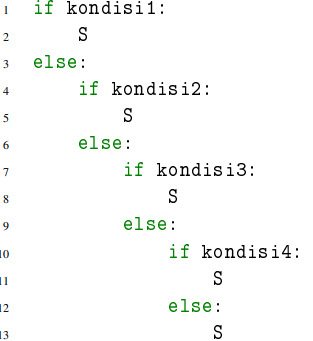 1 if kondisi1:
2     S
3 else:
4     if kondisi2:
5         S
6     else:
7         if kondisi3:
8             S
9         else:
10             if kondisi4:
11                 S
12             else:
13                 S